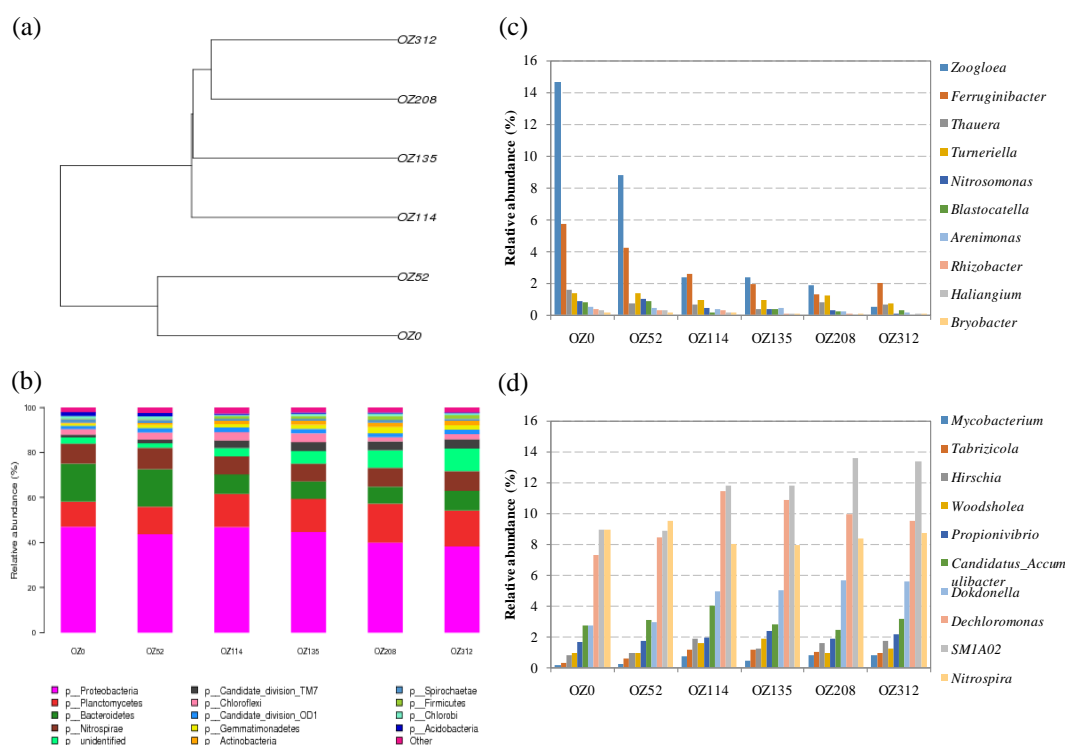 (a)
OZ312
OZ208
OZ135
OZ114
OZ52
OZ0
(b)
Relative abundance (%)
100
80
60
40
20
0
OZ0 OZ52 OZ114 OZ135 OZ208 OZ312
p__Proteobacteria
p__Planctomycetes
p__Bacteroidetes
p__Nitrospirae
p__unidentified
p__Candidate_division_TM7
p__Chloroflexi
p__Candidate_division_OD1
p__Gemmatimonadetes
p__Actinobacteria
p__Spirochaetae
p__Firmicutes
p__Chlorobi
p__Acidobacteria
Other
(c)
Relative abundance (%)
16
14
12
10
8
6
4
2
0
OZ0 OZ52 OZ114 OZ135 OZ208 OZ312
Zoogloea
Ferruginibacter
Thauera
Turneriella
Nitrosomonas
Blastocatella
Arenimonas
Rhizobacter
Haliangium
Bryobacter
(d)
Relative abundance (%)
16
14
12
10
8
6
4
2
0
OZ0 OZ52 OZ114 OZ135 OZ208 OZ312
Mycobacterium
Tabrizicola
Hirschia
Woodsholea
Propionivibrio
Candidatus_Accum
ulibacter
Dokdonella
Dechloromonas
SM1A02
Nitrospira